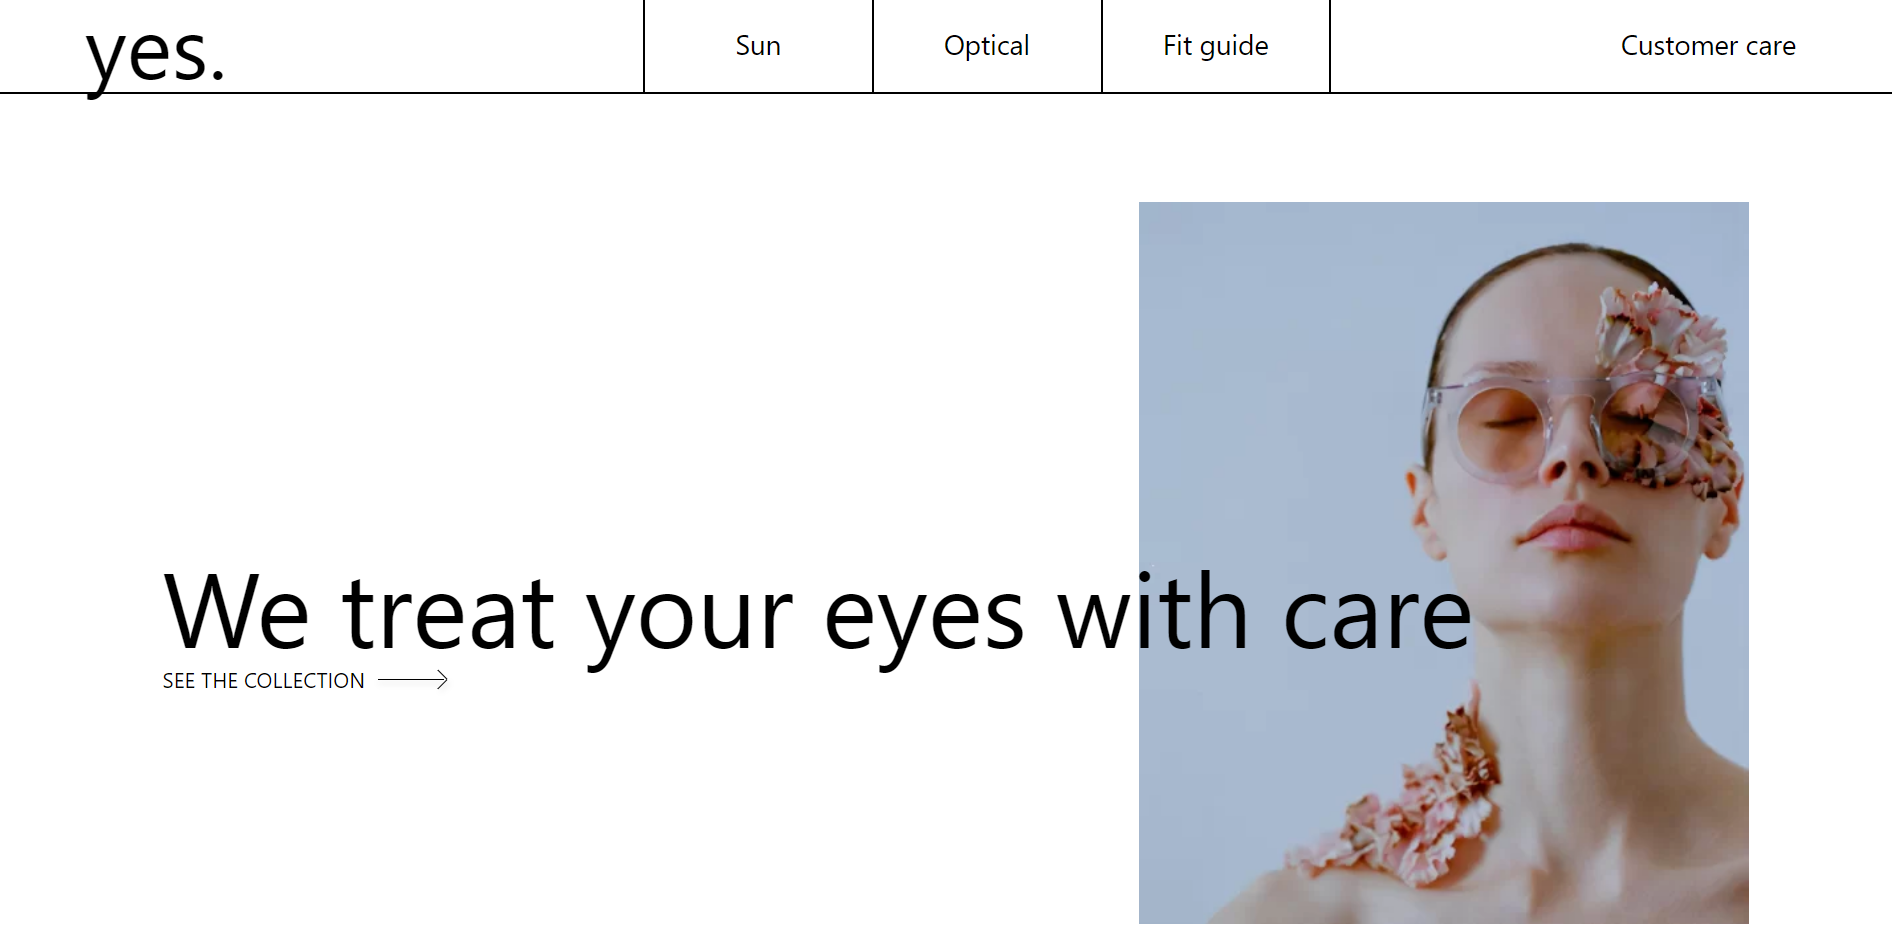 yes.
Sun
Optical
Fit guide
Customer care
We treat your eyes with care
SEE THE COLLECTION